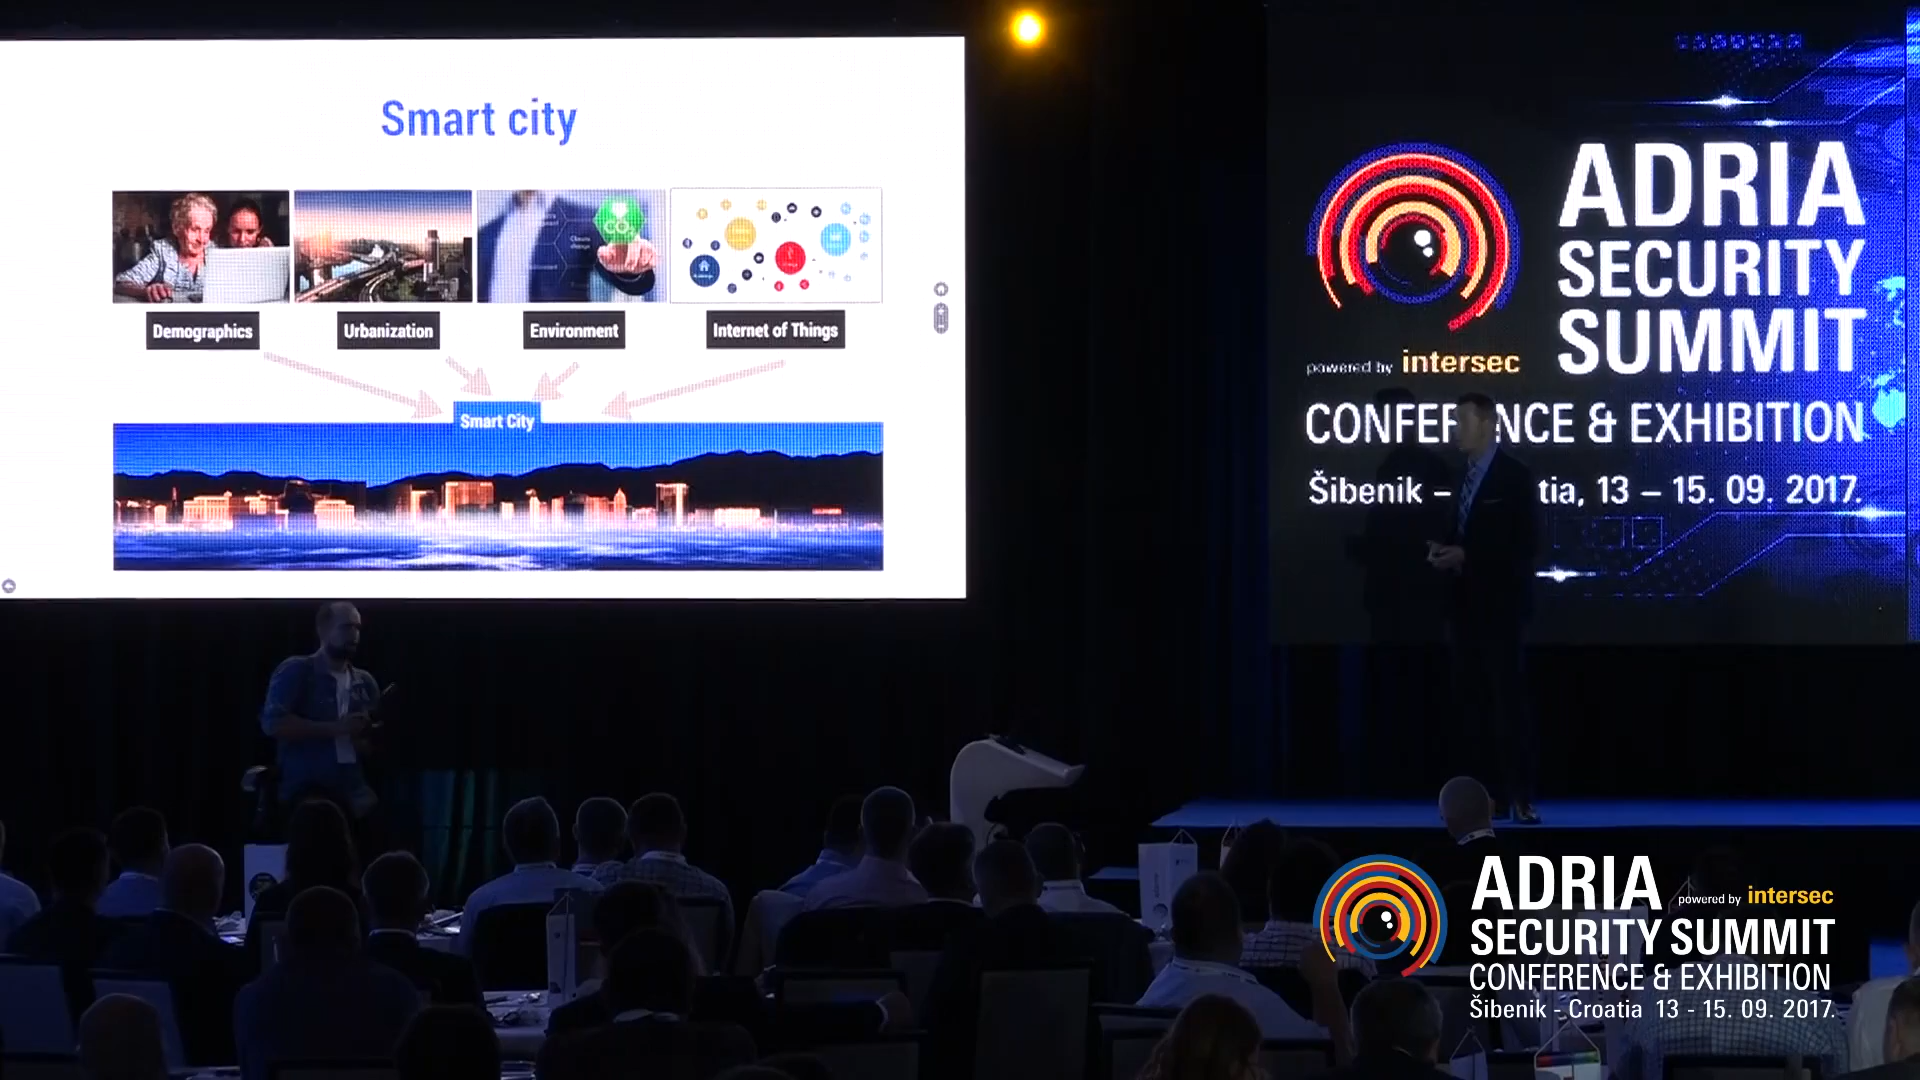 Smart city
Demographics
Urbanization
Environment
Internet of Things
Smart City
ADRIA
SECURITY
SUMMIT
powered by intersec
CONFER NCE & EXHIBITION
Šibenik – tia, 13 – 15. 09. 2017.
ADRIA powered by intersec
SECURITY SUMMIT
CONFERENCE & EXHIBITION
Šibenik - Croatia 13 - 15. 09. 2017.